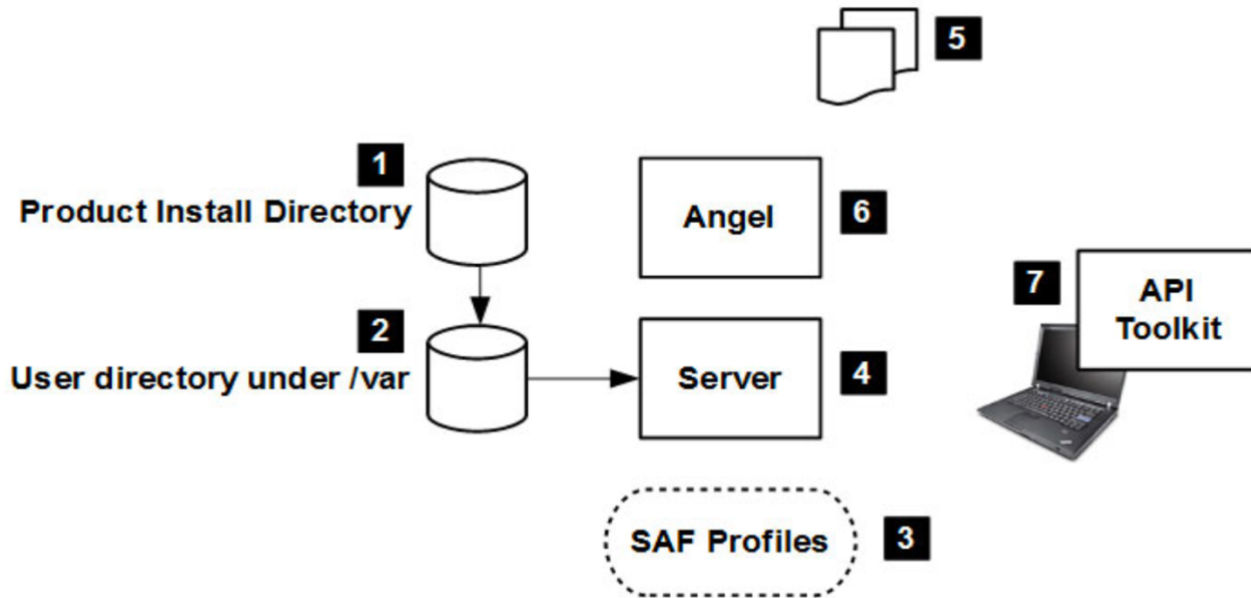 5
1
Product Install Directory
Angel
6
7
API
Toolkit
2
User directory under /var
Server
4
SAF Profiles
3